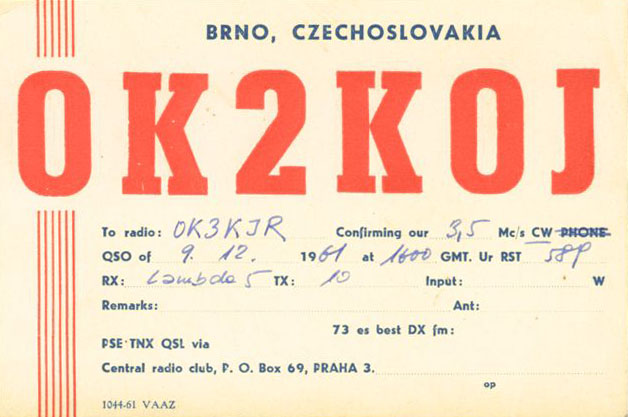 BRNO, CZECHOSLOVAKIA
OK2KOJ
To radio: OK3KJR Confirming our 3,5 Mc/s CW PHONE
QSO of 9. 12. 1961 at 1600 GMT. Ur RST
RX: Lambda 5 TX: 10 Input: W
Remarks: Ant:
73 es best DX fm:
PSE TNX QSL via
Central radio club, P. O. Box 69, PRAHA 3.
op
1044-61 VAAZ